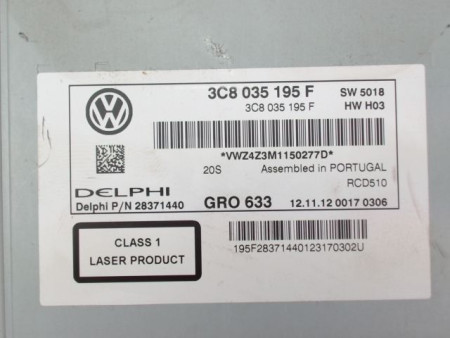 3C8 035 195 F SW 5018
3C8 035 195 F HW H03
*VWZ4Z3M1150277D*
20S Assembled in PORTUGAL
DELPHI RCD510
Delphi P/N 28371440 GRO 633 12.11.12 0017 0306
CLASS 1
LASER PRODUCT
195F28371440123170302U